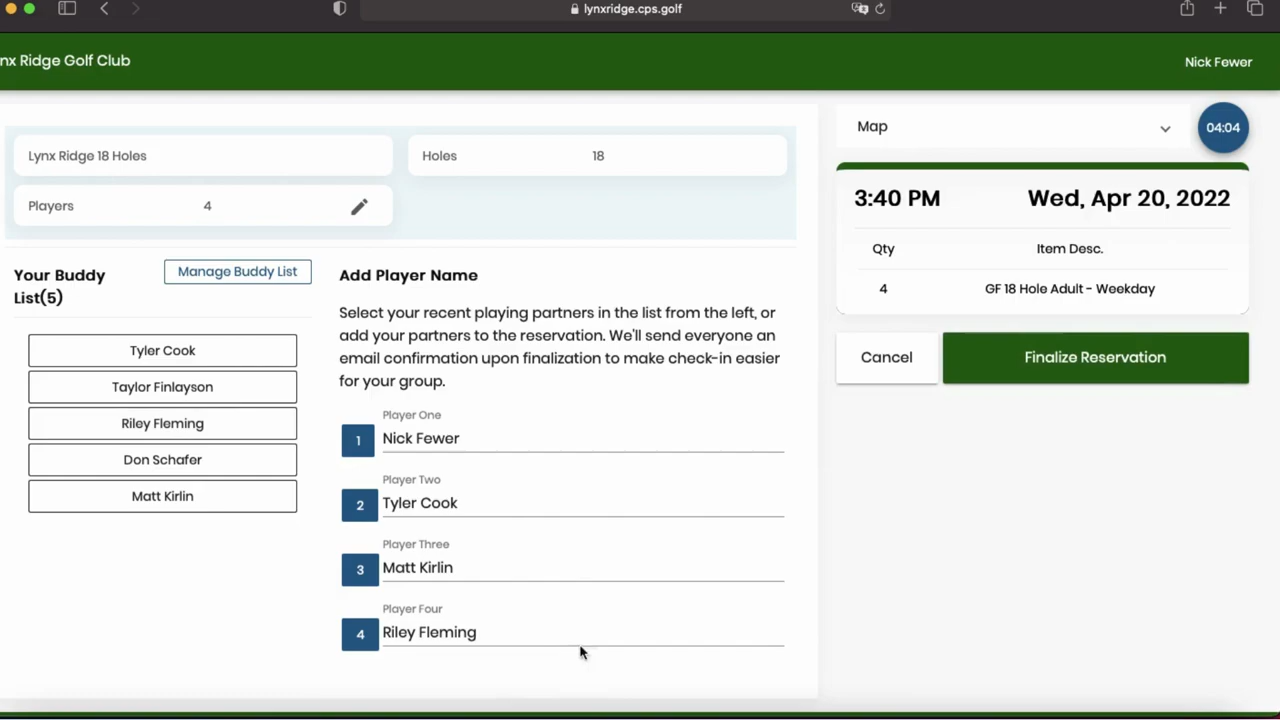 lynxridge.cps.golf
nx Ridge Golf Club
Nick Fewer
Lynx Ridge 18 Holes
Holes 18
Players 4
Your Buddy
List(5)
Manage Buddy List
Tyler Cook
Taylor Finlayson
Riley Fleming
Don Schafer
Matt Kirlin
Add Player Name
Select your recent playing partners in the list from the left, or
add your partners to the reservation. We'll send everyone an
email confirmation upon finalization to make check-in easier
for your group.
Player One
1 Nick Fewer
Player Two
2 Tyler Cook
Player Three
3 Matt Kirlin
Player Four
4 Riley Fleming
Map
04:04
3:40 PM Wed, Apr 20, 2022
Qty Item Desc.
4 GF 18 Hole Adult - Weekday
Cancel
Finalize Reservation